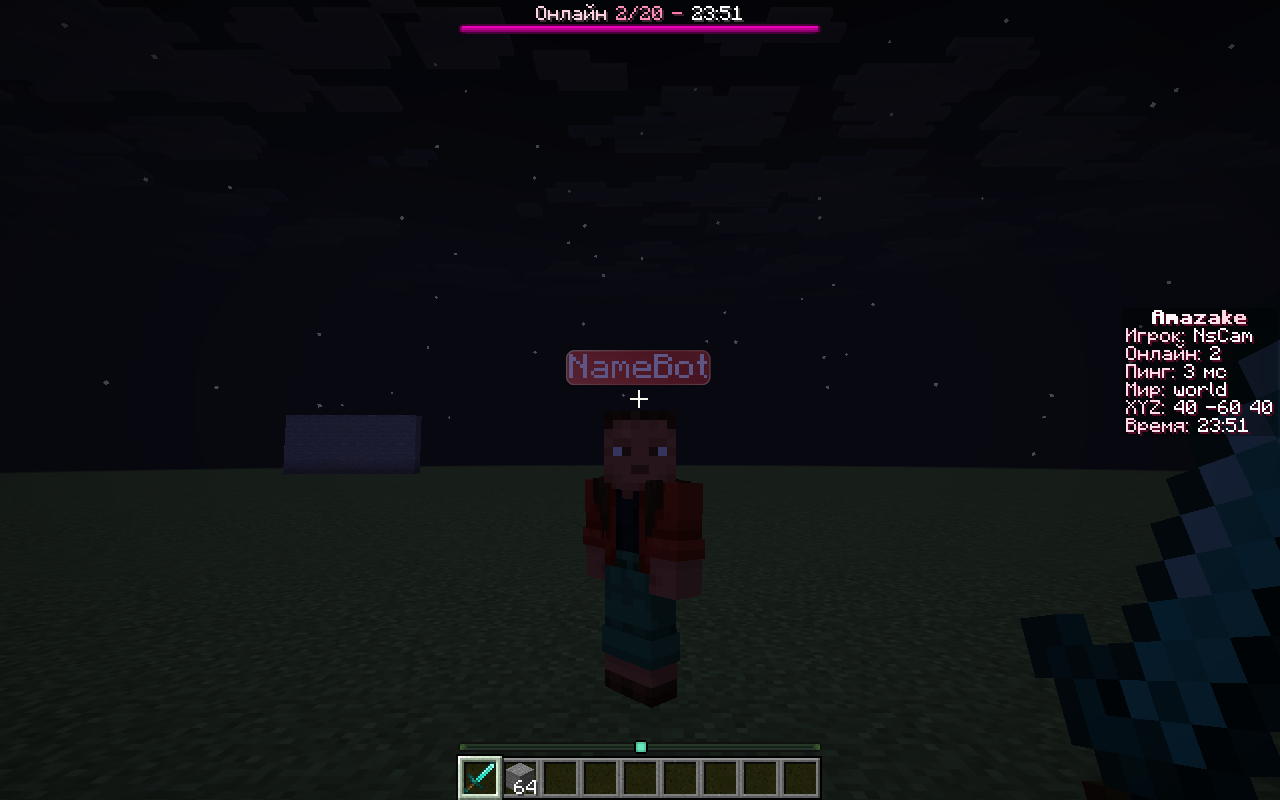 Онлайн 2/20 - 23:51
NameBot
Amazake
Игрок: NsCam
Онлайн: 2
Пинг: 3 мс
Мир: world
XYZ: 40 -60 40
Время: 23:51
64